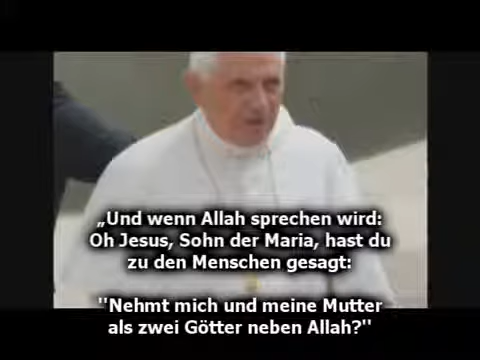 „Und wenn Allah sprechen wird:
Oh Jesus, Sohn der Maria, hast du
zu den Menschen gesagt:
''Nehmt mich und meine Mutter
als zwei Götter neben Allah?''